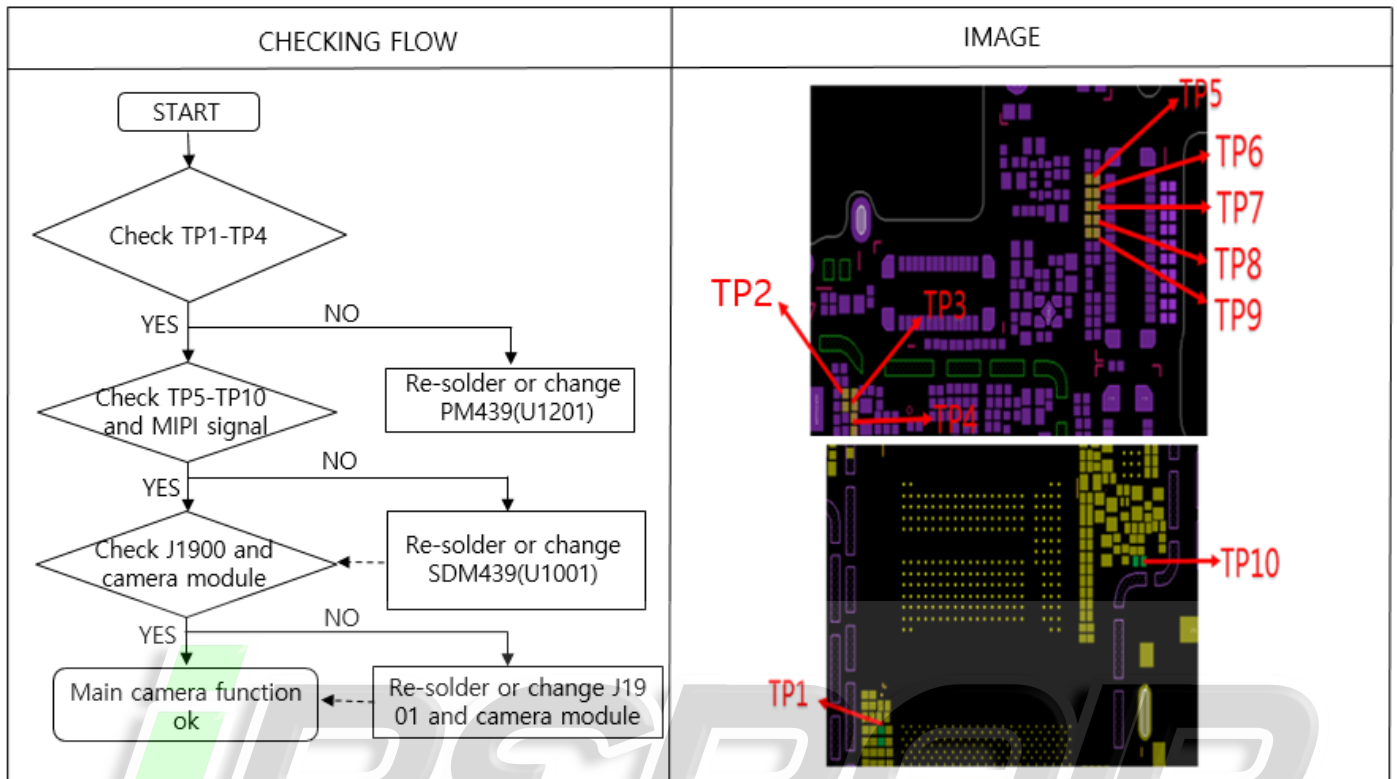 CHECKING FLOW
IMAGE
START
Check TP1-TP4
YES
NO
Re-solder or change
PM439(U1201)
Check TP5-TP10
and MIPI signal
YES
NO
Re-solder or change
SDM439(U1001)
Check J1900 and
camera module
YES
NO
Re-solder or change J19
01 and camera module
Main camera function
ok
TP5
TP6
TP7
TP8
TP9
TP2
TP3
TP4
TP10
TP1